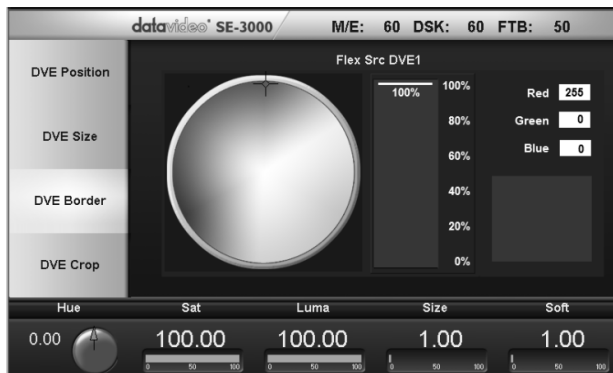 datavideo SE-3000 M/E: 60 DSK: 60 FTB: 50
DVE Position
DVE Size
DVE Border
DVE Crop
Flex Src DVE1
100%
100%
80%
60%
40%
20%
0%
Red 255
Green 0
Blue 0
Hue Sat Luma Size Soft
0.00 100.00 100.00 1.00 1.00
0 50 100 0 50 100 0 50 100 0 50 100